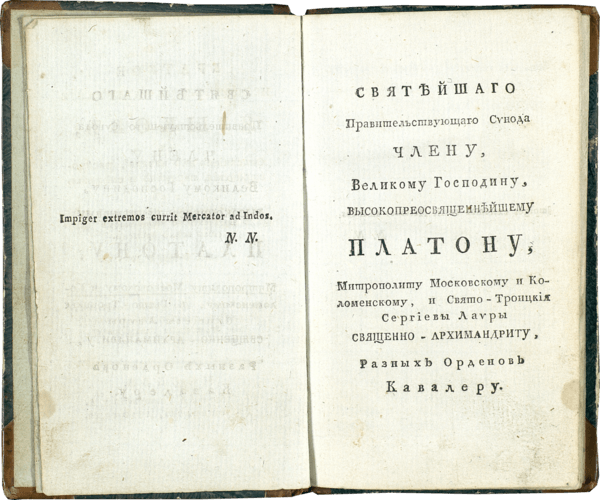 Impiger extremos currit Mercator ad Indos.
N. N.
СВЯТѢЙШАГО
Правительствующаго Сѵнода
ЧЛЕНУ,
Великому Господину,
ВЫСОКОПРЕОСВЯЩЕННѢЙШЕМУ
ПЛАТОНУ,
Митрополиту Московскому и Ко-
ломенскому, и Свято-Троицкія
Сергіевы Лауры
СВЯЩЕННО-АРХИМАНДРИТУ,
Разныхъ Орденовъ
Кавалеру.